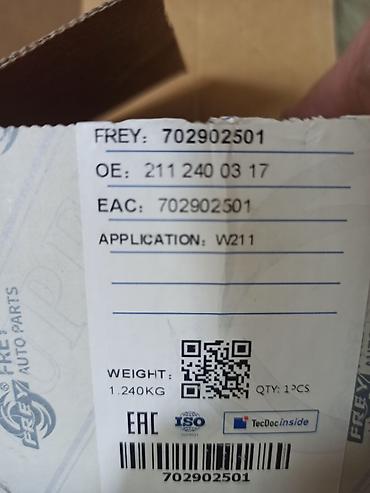 FREY: 702902501
OE: 211 240 03 17
EAC: 702902501
APPLICATION: W211
WEIGHT:
1.240KG
QTY: 1PCS
EAC
ISO
TecDoc inside
702902501
FREY
AUTO PARTS
FREY
FREY